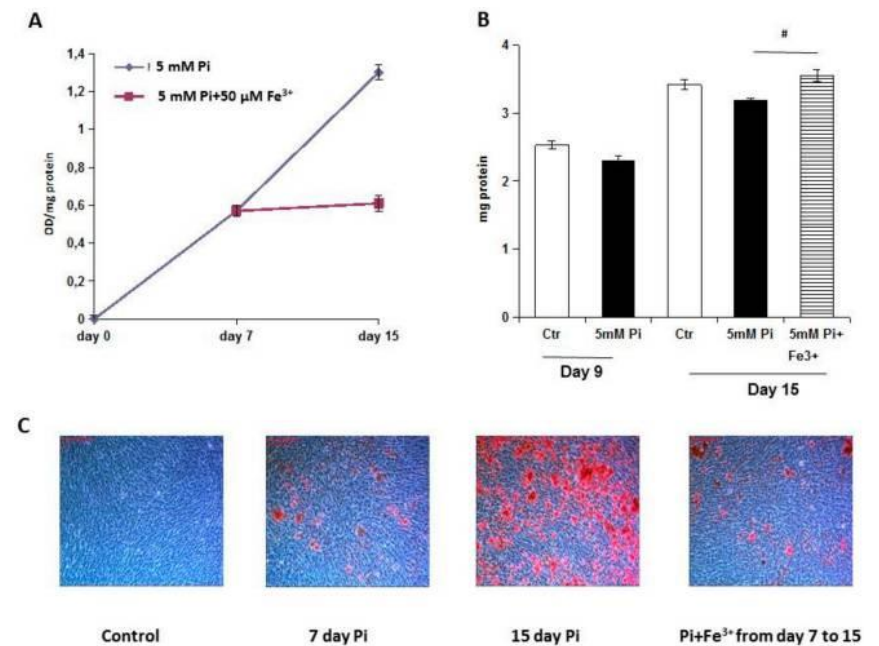 A
1,4
1,2
1
0,8
0,6
0,4
0,2
0
OD/mg protein
5 mM Pi
5 mM Pi+50 µM Fe³⁺
day 0 day 7 day 15
B
#
4
3
2
1
0
mg protein
Ctr 5mM Pi Ctr 5mM Pi 5mM Pi+
Fe3+
Day 9
Day 15
C
Control 7 day Pi 15 day Pi Pi+Fe³⁺ from day 7 to 15